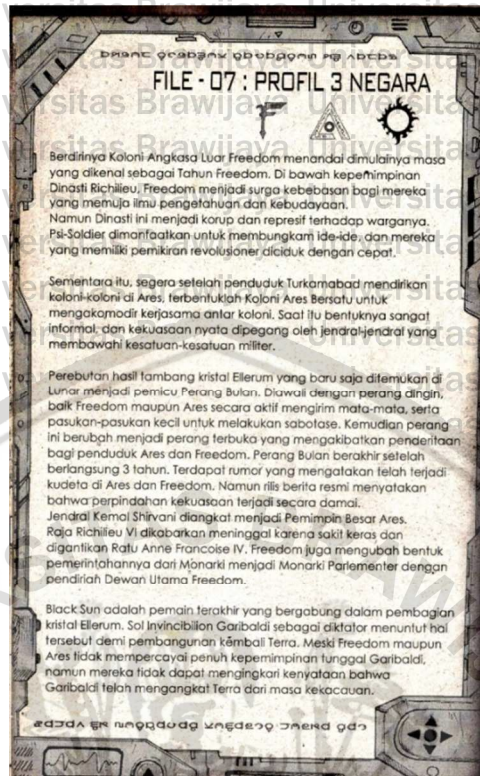 FILE - 07 : PROFIL 3 NEGARA
Berdirinya Koloni Angkasa Luar Freedom menandai dimulainya masa
yang dikenal sebagai Tahun Freedom. Di bawah kepemimpinan
Dinasti Richilieu, Freedom menjadi surga kebebasan bagi mereka
yang memuja ilmu pengetahuan dan kebudayaan.
Namun Dinasti ini menjadi korup dan represif terhadap warganya.
Psi-Soldier dimanfaatkan untuk membungkam ide-ide, dan mereka
yang memiliki pemikiran revolusioner diciduk dengan cepat.
Sementara itu, segera setelah penduduk Turkamabad mendirikan
koloni-koloni di Ares, terbentuklah Koloni Ares Bersatu untuk
mengakomodir kerjasama antar koloni. Saat itu bentuknya sangat
informal, dan kekuasaan nyata dipegang oleh jendral-jendral yang
membawahi kesatuan-kesatuan militer.
Perebutan hasil tambang kristal Ellerum yang baru saja ditemukan di
Lunar menjadi pemicu Perang Bulan. Diawali dengan perang dingin,
baik Freedom maupun Ares secara aktif mengirim mata-mata, serta
pasukan-pasukan kecil untuk melakukan sabotase. Kemudian perang
ini berubah menjadi perang terbuka yang mengakibatkan penderitaan
bagi penduduk Ares dan Freedom. Perang Bulan berakhir setelah
berlangsung 3 tahun. Terdapat rumor yang mengatakan telah terjadi
kudeta di Ares dan Freedom. Namun rilis berita resmi menyatakan
bahwa perpindahan kekuasaan terjadi secara damai.
Jendral Kemal Shirvani diangkat menjadi Pemimpin Besar Ares.
Raja Richilieu VI dikabarkan meninggal karena sakit keras dan
digantikan Ratu Anne Francoise IV. Freedom juga mengubah bentuk
pemerintahannya dari Monarki menjadi Monarki Parlementer dengan
pendirian Dewan Utama Freedom.
Black Sun adalah pemain terakhir yang bergabung dalam pembagian
kristal Ellerum. Sol Invincibilion Garibaldi sebagai diktator menuntut hal
tersebut demi pembangunan kembali Terra. Meski Freedom maupun
Ares tidak mempercayai penuh kepemimpinan tunggal Garibaldi,
namun mereka tidak dapat mengingkari kenyataan bahwa
Garibaldi telah mengangkat Terra dari masa kekacauan.